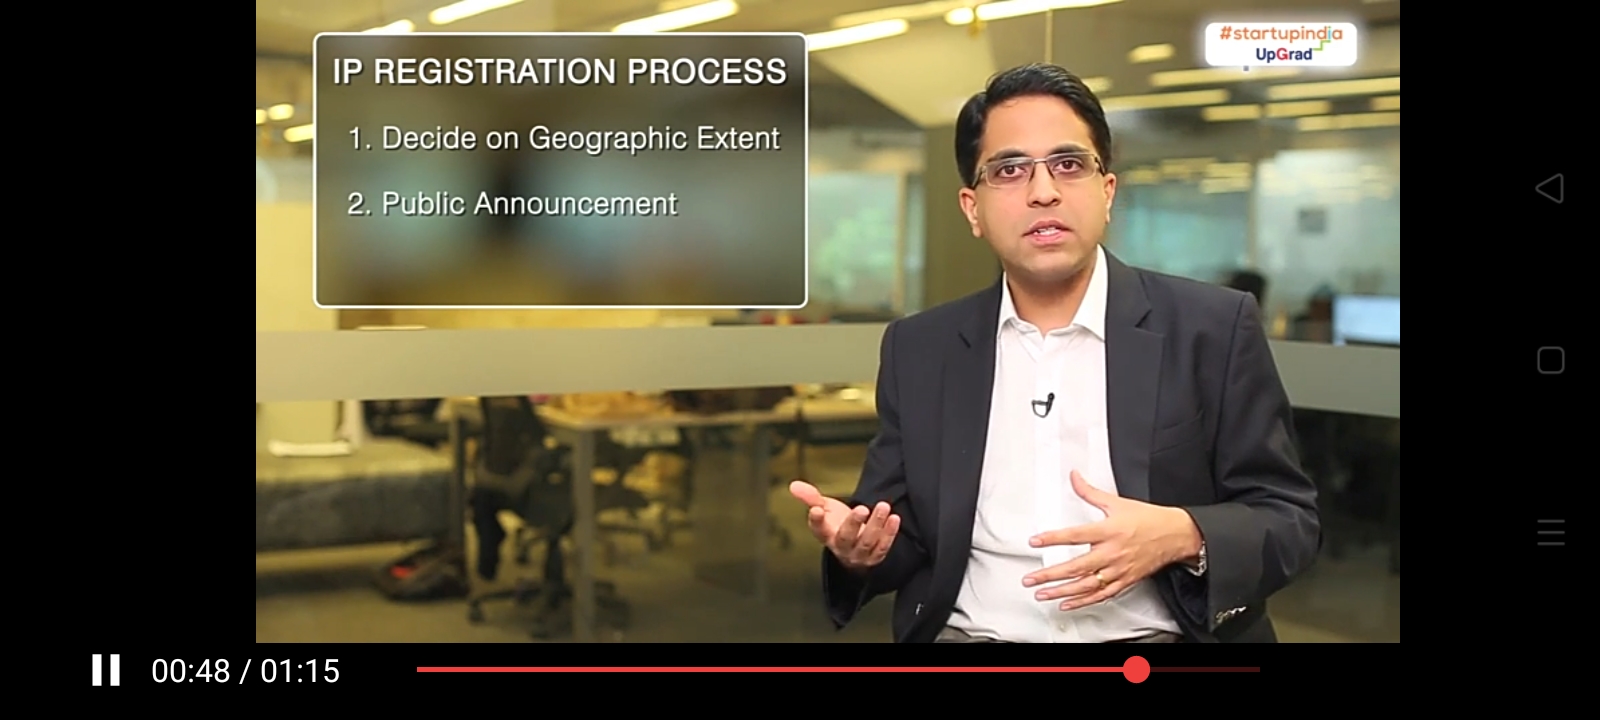 IP REGISTRATION PROCESS
1. Decide on Geographic Extent
2. Public Announcement
#startupindia
UpGrad
00:48 / 01:15